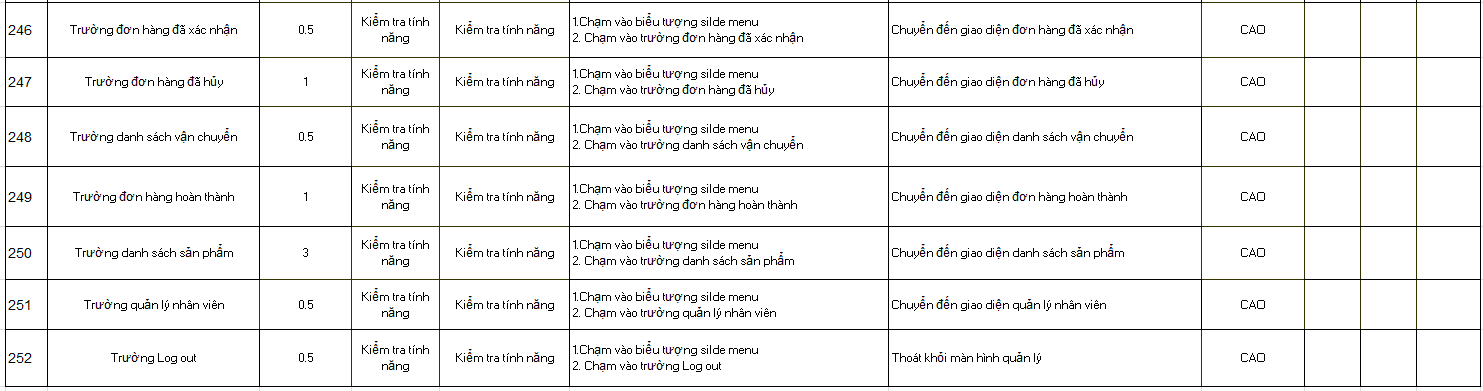 246 Trường đơn hàng đã xác nhận 0.5 Kiểm tra tính năng Kiểm tra tính năng 1.Chạm vào biểu tượng silde menu
2. Chạm vào trường đơn hàng đã xác nhận Chuyển đến giao diện đơn hàng đã xác nhận CAO
247 Trường đơn hàng đã hủy 1 Kiểm tra tính năng Kiểm tra tính năng 1.Chạm vào biểu tượng silde menu
2. Chạm vào trường đơn hàng đã hủy Chuyển đến giao diện đơn hàng đã hủy CAO
248 Trường danh sách vận chuyển 0.5 Kiểm tra tính năng Kiểm tra tính năng 1.Chạm vào biểu tượng silde menu
2. Chạm vào trường danh sách vận chuyển Chuyển đến giao diện danh sách vận chuyển CAO
249 Trường đơn hàng hoàn thành 1 Kiểm tra tính năng Kiểm tra tính năng 1.Chạm vào biểu tượng silde menu
2. Chạm vào trường đơn hàng hoàn thành Chuyển đến giao diện đơn hàng hoàn thành CAO
250 Trường danh sách sản phẩm 3 Kiểm tra tính năng Kiểm tra tính năng 1.Chạm vào biểu tượng silde menu
2. Chạm vào trường danh sách sản phẩm Chuyển đến giao diện danh sách sản phẩm CAO
251 Trường quản lý nhân viên 0.5 Kiểm tra tính năng Kiểm tra tính năng 1.Chạm vào biểu tượng silde menu
2. Chạm vào trường quản lý nhân viên Chuyển đến giao diện quản lý nhân viên CAO
252 Trường Log out 0.5 Kiểm tra tính năng Kiểm tra tính năng 1.Chạm vào biểu tượng silde menu
2. Chạm vào trường Log out Thoát khỏi màn hình quản lý CAO